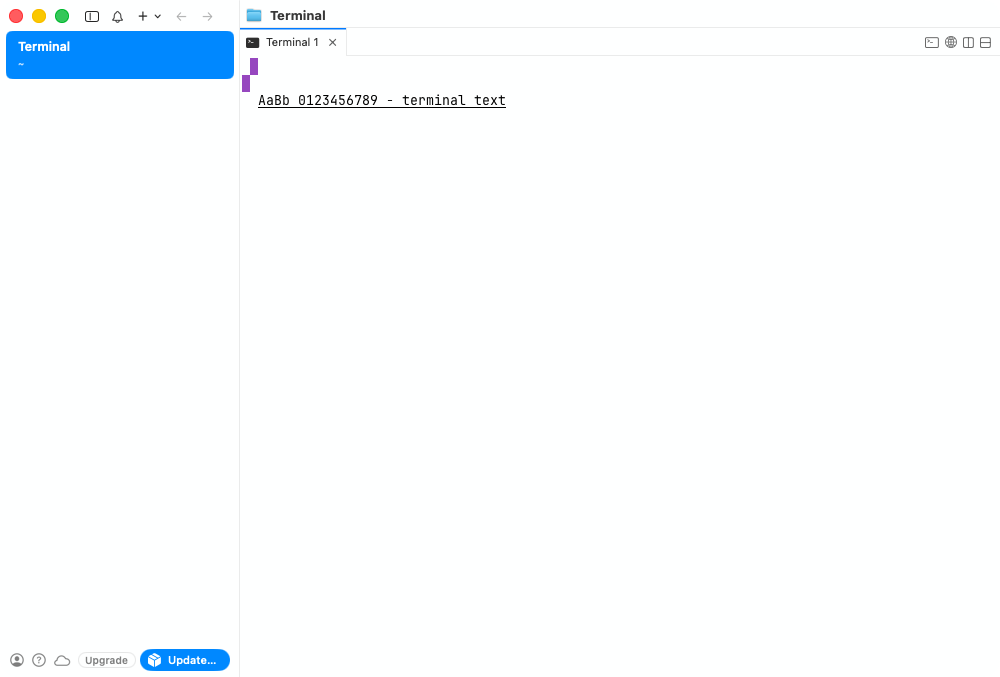 Terminal
Terminal
~
Terminal 1
AaBb 0123456789 - terminal text
Upgrade
Update...